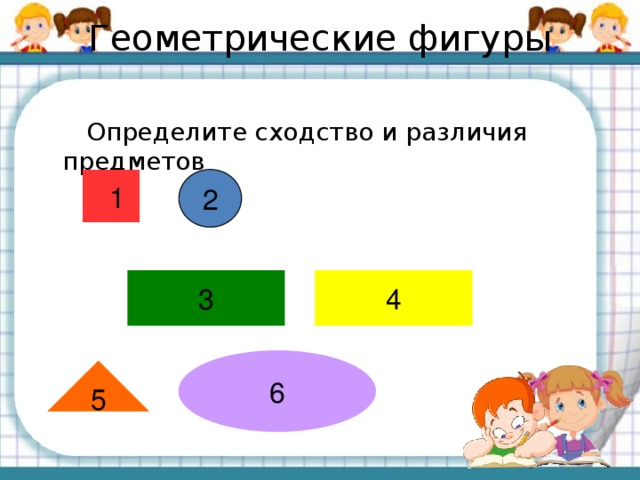 Геометрические фигуры
Определите сходство и различия
предметов
1
2
3
4
5
6